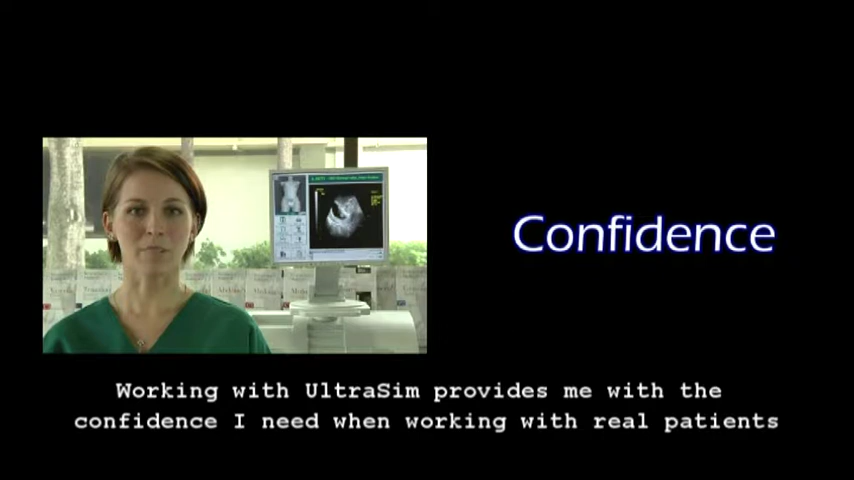 Confidence
Working with UltraSim provides me with the
confidence I need when working with real patients